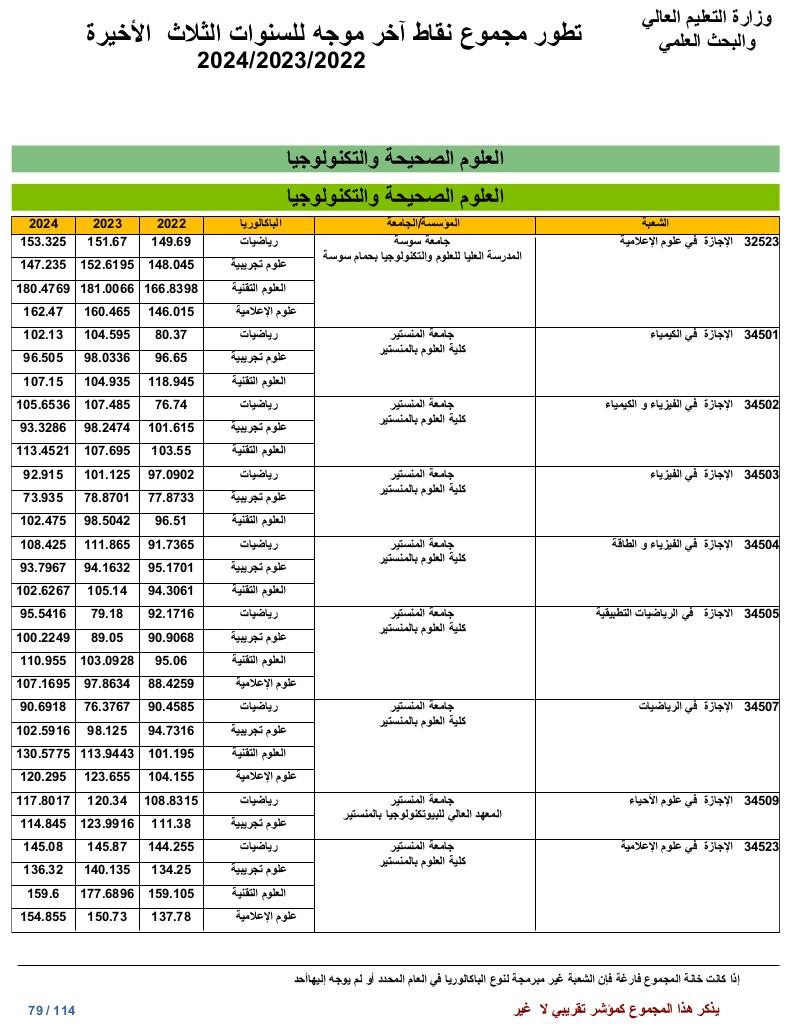 وزارة التعليم العالي
والبحث العلمي
تطور مجموع نقاط آخر موجه للسنوات الثلاث الأخيرة
2024/2023/2022
العلوم الصحيحة والتكنولوجيا
العلوم الصحيحة والتكنولوجيا
الشعبة المؤسسة/الجامعة الباكالوريا 2022 2023 2024
32523 الإجازة في علوم الإعلامية جامعة سوسة رياضيات 149.69 151.67 153.325
المدرسة العليا للعلوم والتكنولوجيا بحمام سوسة
علوم تجريبية 148.045 152.6195 147.235
العلوم التقنية 166.8398 181.0066 180.4769
علوم الإعلامية 146.015 160.465 162.47
34501 الإجازة في الكيمياء جامعة المنستير رياضيات 80.37 104.595 102.13
كلية العلوم بالمنستير
علوم تجريبية 96.65 98.0336 96.505
العلوم التقنية 118.945 104.935 107.15
34502 الإجازة في الفيزياء و الكيمياء جامعة المنستير رياضيات 76.74 107.485 105.6536
كلية العلوم بالمنستير
علوم تجريبية 101.615 98.2474 93.3286
العلوم التقنية 103.55 107.695 113.4521
34503 الإجازة في الفيزياء جامعة المنستير رياضيات 97.0902 101.125 92.915
كلية العلوم بالمنستير
علوم تجريبية 77.8733 78.8701 73.935
العلوم التقنية 96.51 98.5042 102.475
34504 الإجازة في الفيزياء و الطاقة جامعة المنستير رياضيات 91.7365 111.865 108.425
كلية العلوم بالمنستير
علوم تجريبية 95.1701 94.1632 93.7967
العلوم التقنية 94.3061 105.14 102.6267
34505 الاجازة في الرياضيات التطبيقية جامعة المنستير رياضيات 92.1716 79.18 95.5416
كلية العلوم بالمنستير
علوم تجريبية 90.9068 89.05 100.2249
العلوم التقنية 95.06 103.0928 110.955
علوم الإعلامية 88.4259 97.8634 107.1695
34507 الإجازة في الرياضيات جامعة المنستير رياضيات 90.4585 76.3767 90.6918
كلية العلوم بالمنستير
علوم تجريبية 94.7316 98.125 102.5916
العلوم التقنية 101.195 113.9443 130.5775
علوم الإعلامية 104.155 123.655 120.295
34509 الإجازة في علوم الأحياء جامعة المنستير رياضيات 108.8315 120.34 117.8017
المعهد العالي للبيوتكنولوجيا بالمنستير
علوم تجريبية 111.38 123.9916 114.845
34523 الإجازة في علوم الإعلامية جامعة المنستير رياضيات 144.255 145.87 145.08
كلية العلوم بالمنستير
علوم تجريبية 134.25 140.135 136.32
العلوم التقنية 159.105 177.6896 159.6
علوم الإعلامية 137.78 150.73 154.855
إذا كانت خانة المجموع فارغة فإن الشعبة غير مبرمجة لنوع الباكالوريا في العام المحدد أو لم يوجه إليهاأحد
يذكر هذا المجموع كمؤشر تقريبي لا غير
79 / 114